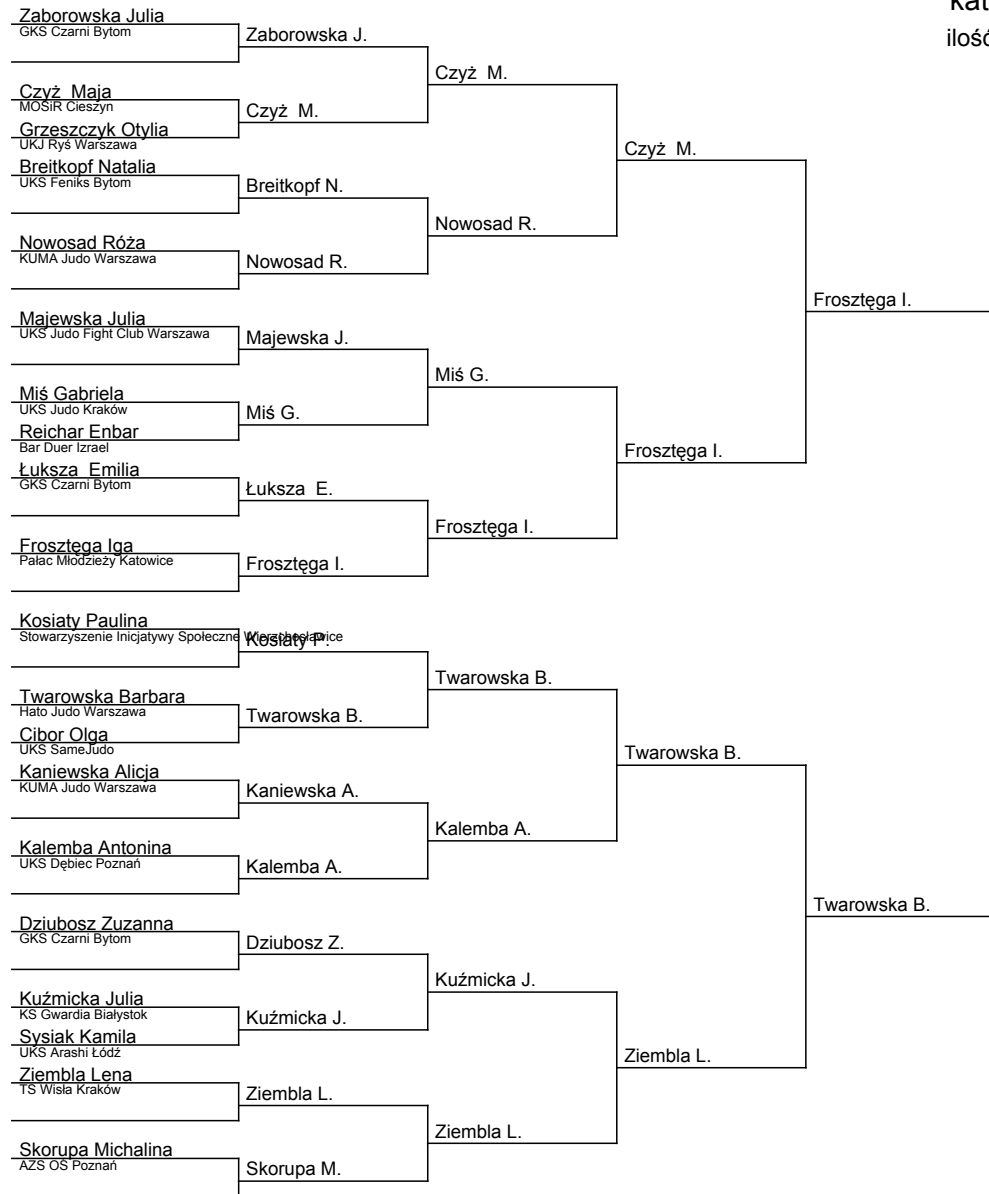 Zaborowska Julia
GKS Czarni Bytom
Czyż Maja
MOSiR Cieszyn
Grzeszczyk Otylia
UKJ Ryś Warszawa
Breitkopf Natalia
UKS Feniks Bytom
Nowosad Róża
KUMA Judo Warszawa
Majewska Julia
UKS Judo Fight Club Warszawa
Miś Gabriela
UKS Judo Kraków
Reichar Enbar
Bar Duer Izrael
Łuksza Emilia
GKS Czarni Bytom
Frosztęga Iga
Pałac Młodzieży Katowice
Kosiaty Paulina
Stowarzyszenie Inicjatywy Społeczne Wierzchosławice
Twarowska Barbara
Hato Judo Warszawa
Cibor Olga
UKS SameJudo
Kaniewska Alicja
KUMA Judo Warszawa
Kalemba Antonina
UKS Dębiec Poznań
Dziubosz Zuzanna
GKS Czarni Bytom
Kuźmicka Julia
KS Gwardia Białystok
Sysiak Kamila
UKS Arashi Łódź
Ziembla Lena
TS Wisła Kraków
Skorupa Michalina
AZS OŚ Poznań
Zaborowska J.
Czyż M.
Breitkopf N.
Nowosad R.
Majewska J.
Miś G.
Łuksza E.
Frosztęga I.
Kosiaty P.
Twarowska B.
Kaniewska A.
Kalemba A.
Dziubosz Z.
Kuźmicka J.
Ziembla L.
Skorupa M.
Czyż M.
Nowosad R.
Miś G.
Frosztęga I.
Twarowska B.
Kalemba A.
Kuźmicka J.
Ziembla L.
Czyż M.
Frosztęga I.
Twarowska B.
Ziembla L.
Frosztęga I.
Twarowska B.
kat
ilość